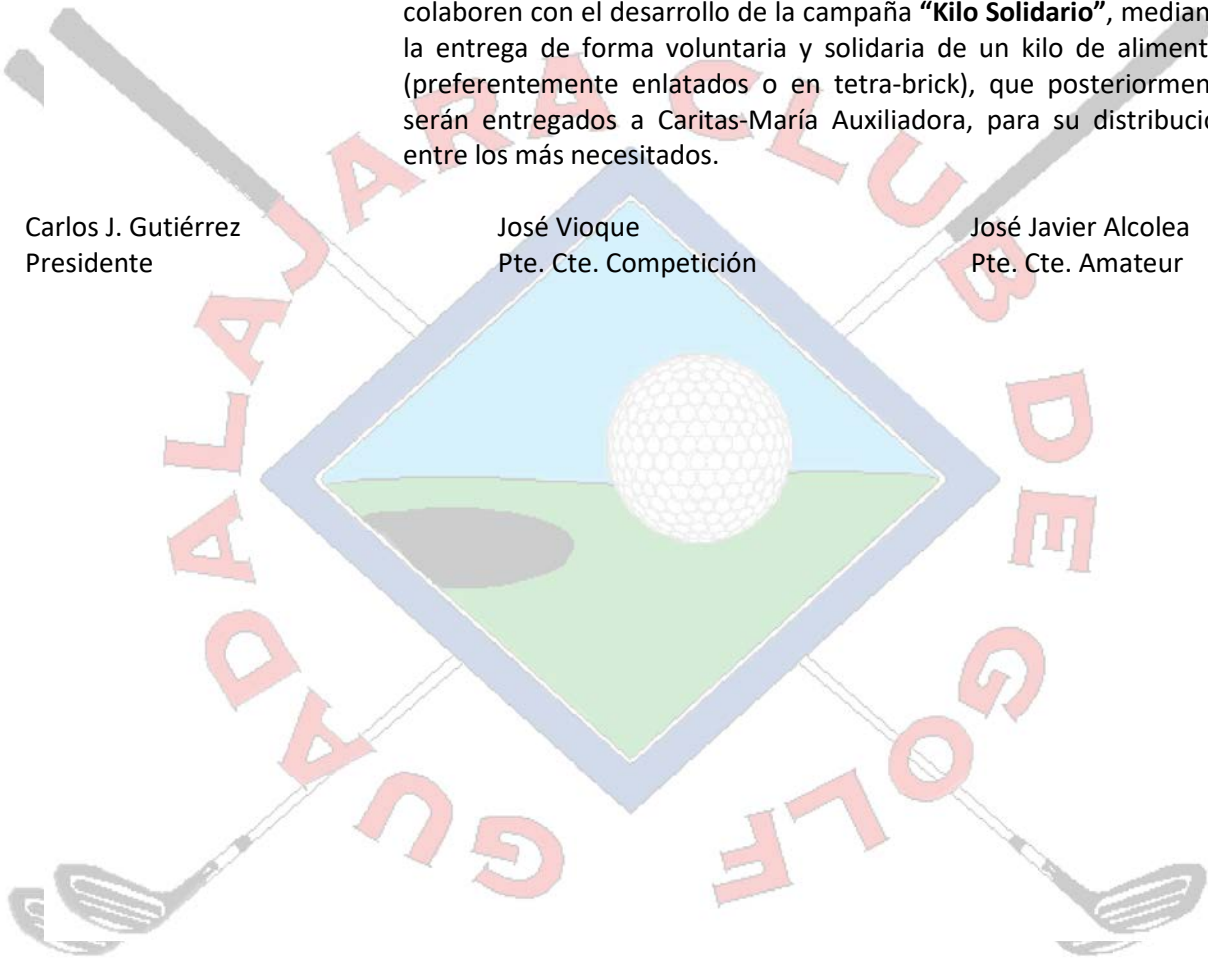 colaboren con el desarrollo de la campaña “Kilo Solidario”, median
la entrega de forma voluntaria y solidaria de un kilo de aliment
(preferentemente enlatados o en tetra-brick), que posteriormen
serán entregados a Caritas-María Auxiliadora, para su distribuci
entre los más necesitados.
Carlos J. Gutiérrez
Presidente
José Vioque
Pte. Cte. Competición
José Javier Alcolea
Pte. Cte. Amateur
GUADALAJARA CLUB DE GOLF